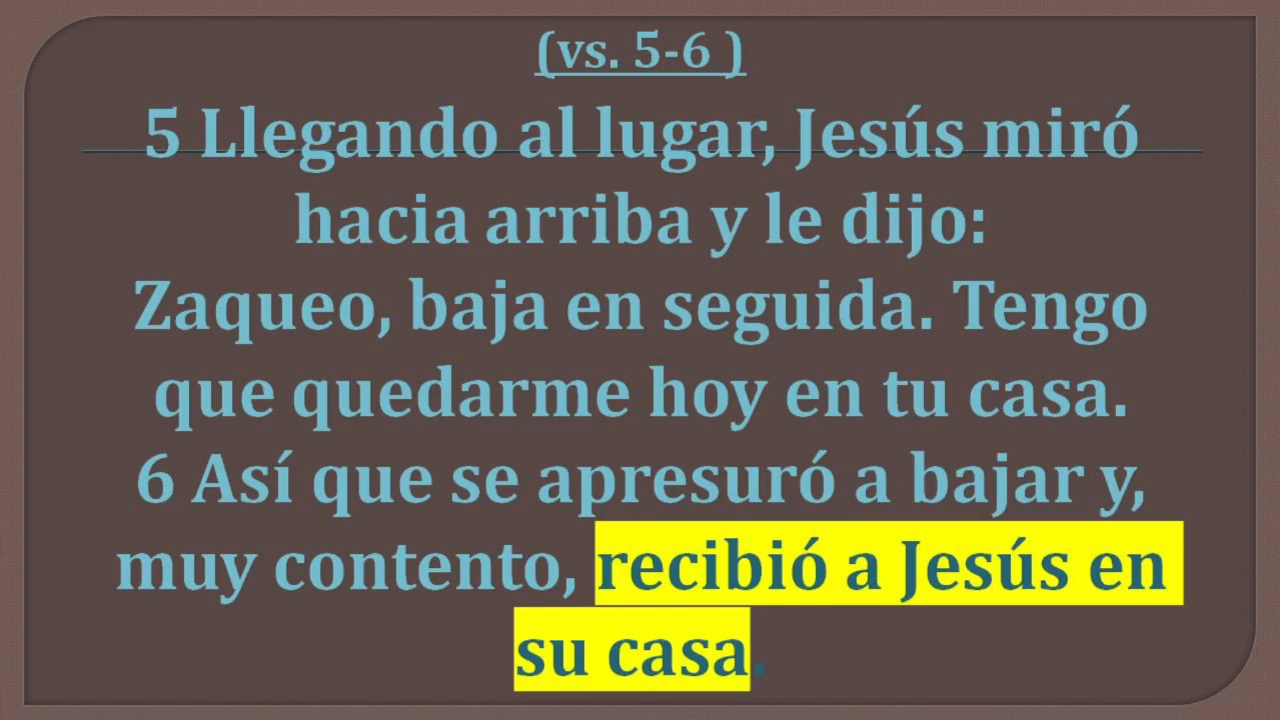 (vs. 5-6 )
5 Llegando al lugar, Jesús miró
hacia arriba y le dijo:
Zaqueo, baja en seguida. Tengo
que quedarme hoy en tu casa.
6 Así que se apresuró a bajar y,
muy contento, recibió a Jesús en
su casa.